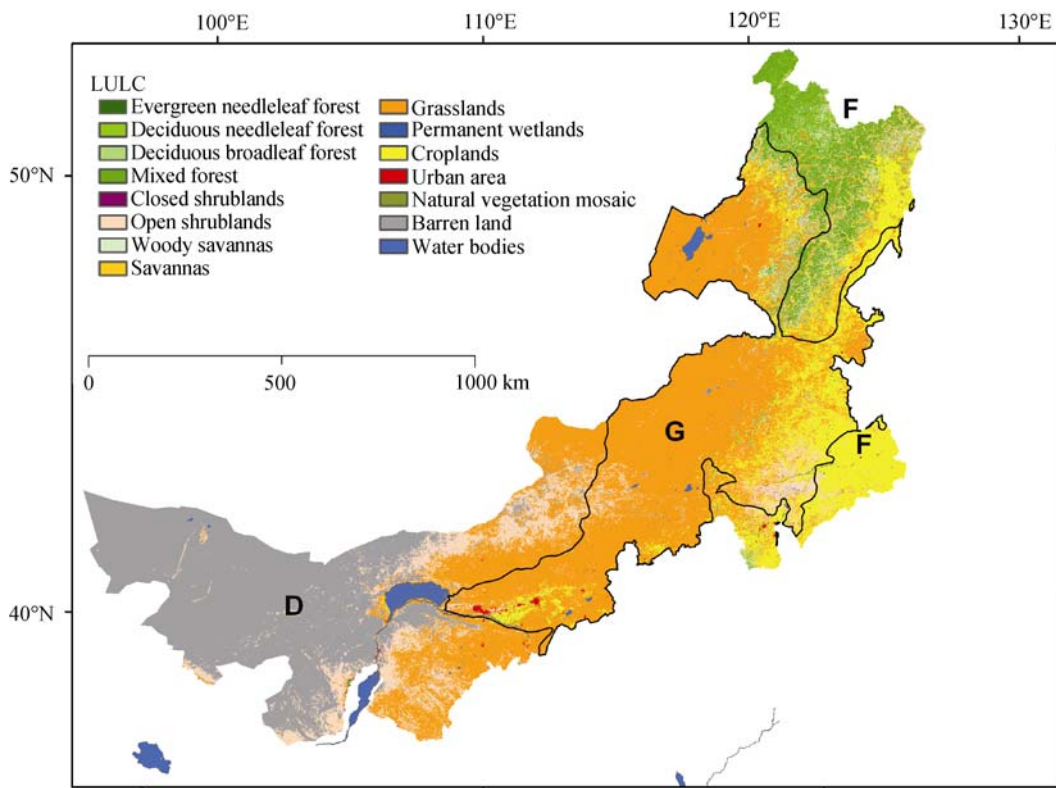 100°E
110°E
120°E
130°E
LULC
Evergreen needleleaf forest
Deciduous needleleaf forest
Deciduous broadleaf forest
Mixed forest
Closed shrublands
Open shrublands
Woody savannas
Savannas
Grasslands
Permanent wetlands
Croplands
Urban area
Natural vegetation mosaic
Barren land
Water bodies
F
50°N
0
500
1000 km
G
F
D
40°N